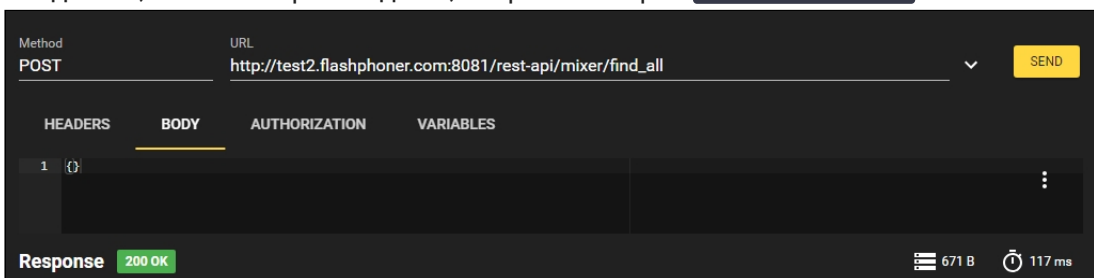 Method
POST
URL
http://test2.flashphoner.com:8081/rest-api/mixer/find_all
SEND
HEADERS BODY AUTHORIZATION VARIABLES
1 {}
Response 200 OK 671 B 117 ms